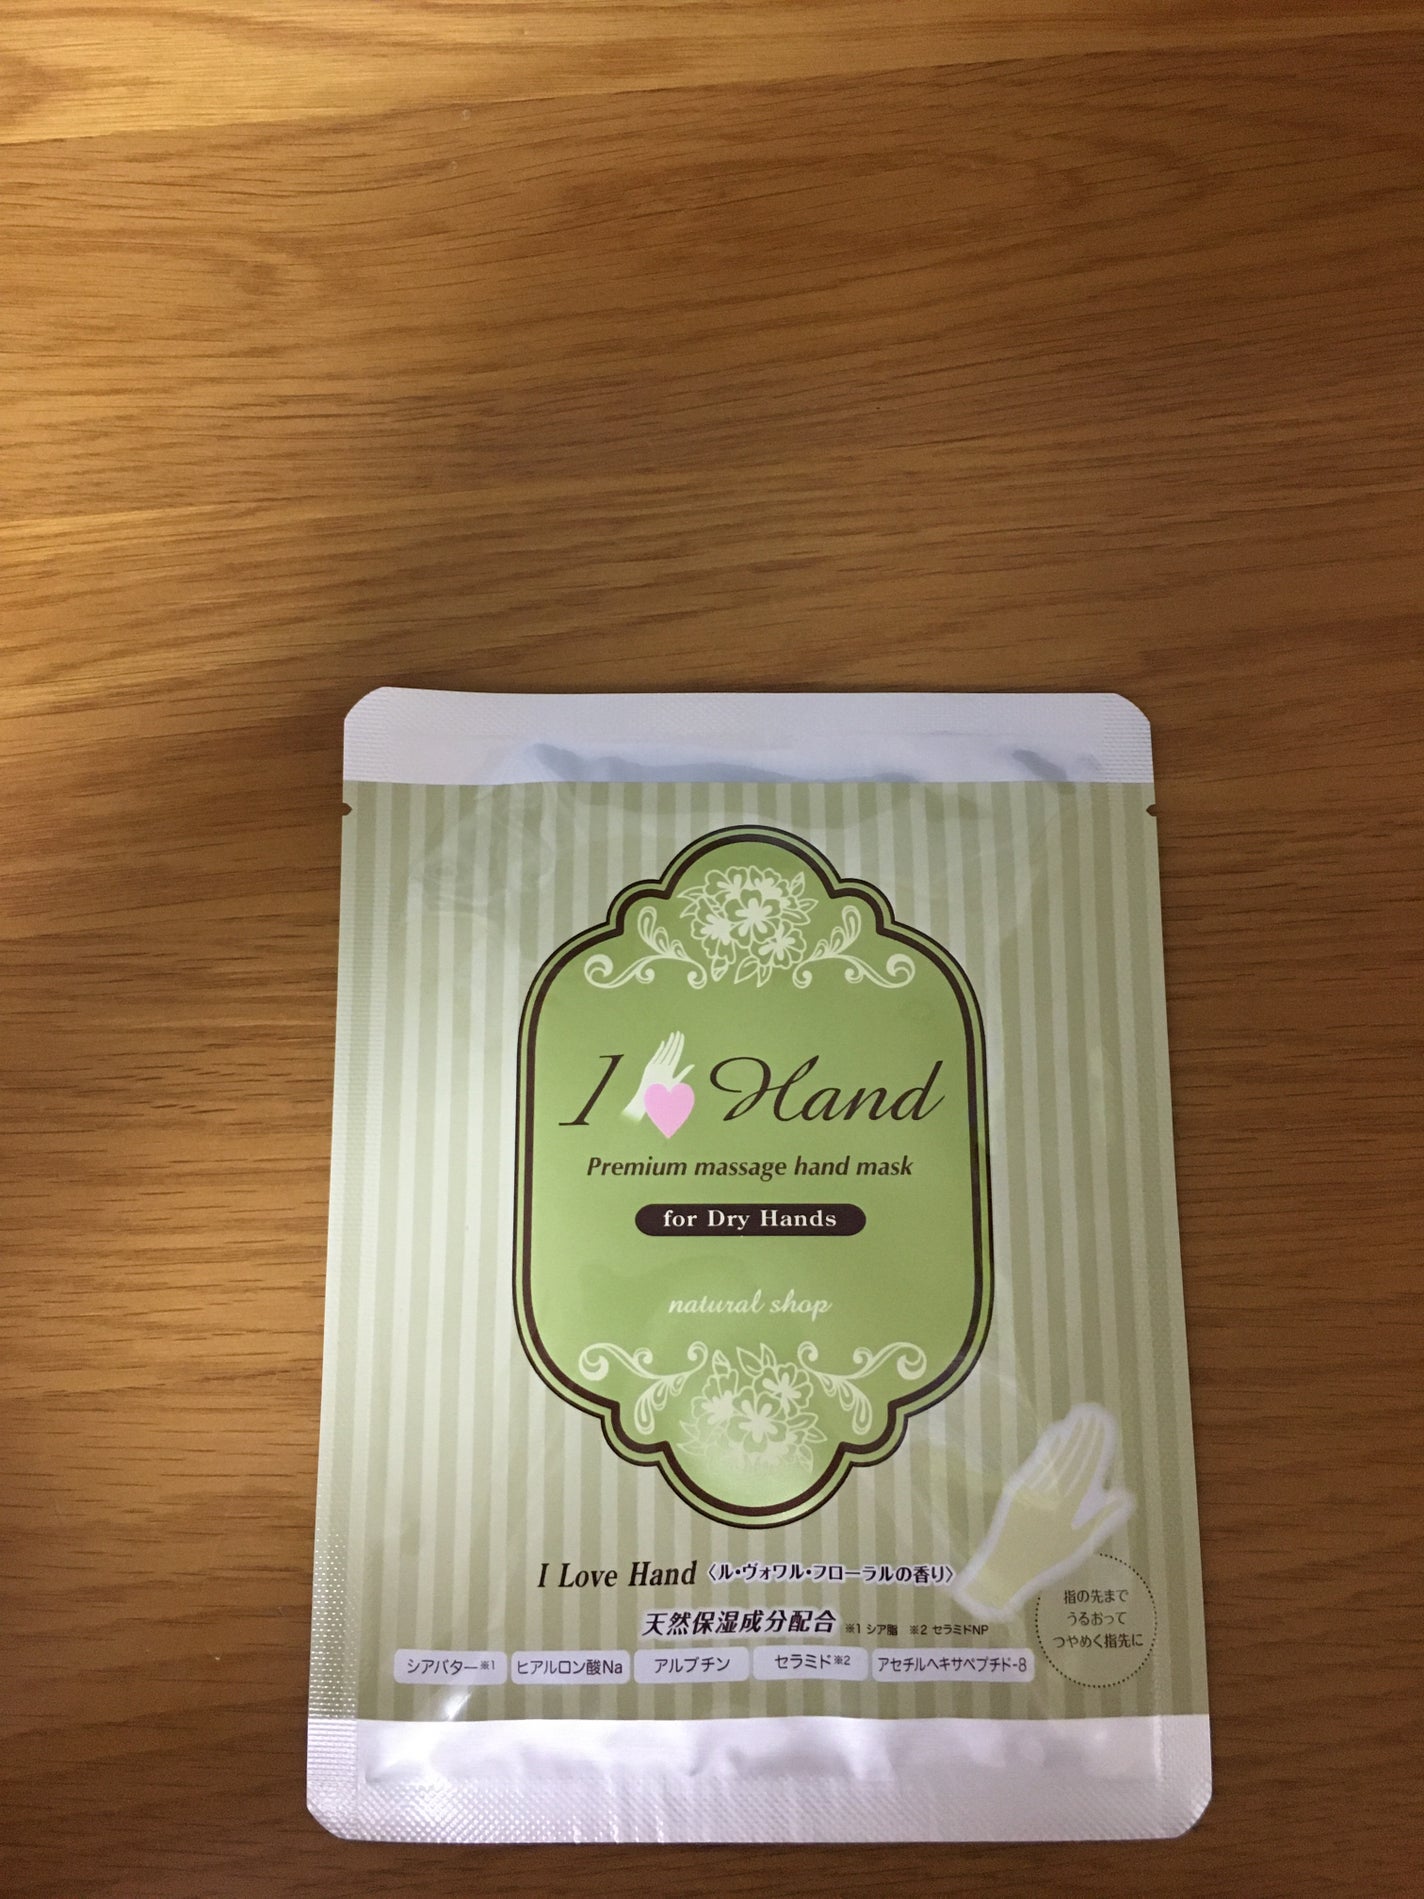 I Hand
Premium massage hand mask
for Dry Hands
natural shop
I Love Hand 〈ル・ヴォワル・フローラルの香り〉
天然保湿成分配合 ※1 シア脂 ※2 セラミドNP
シアバター※1 ヒアルロン酸Na アルブチン セラミド※2 アセチルヘキサペプチド-8
指の先まで
うるおって
つやめく指先に